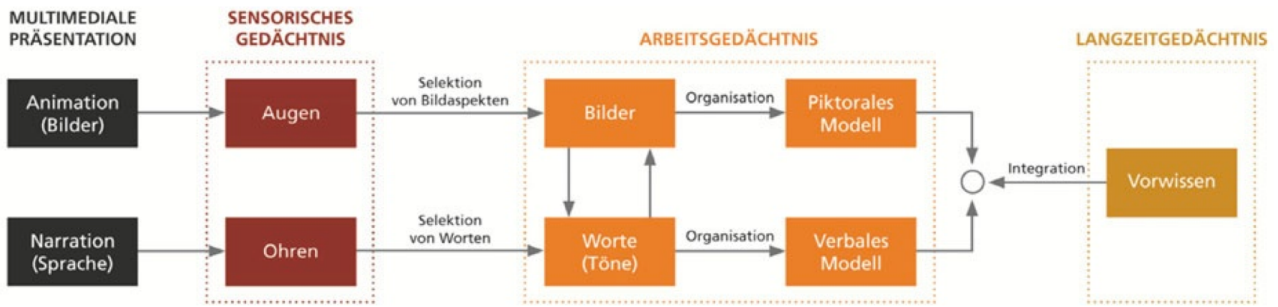 MULTIMEDIALE
PRÄSENTATION
SENSORISCHES
GEDÄCHTNIS
ARBEITSGEDÄCHTNIS
LANGZEITGEDÄCHTNIS
Animation
(Bilder)
Augen
Selektion
von Bildaspekten
Bilder
Organisation
Piktorales
Modell
Integration
Vorwissen
Narration
(Sprache)
Ohren
Selektion
von Worten
Worte
(Töne)
Organisation
Verbales
Modell